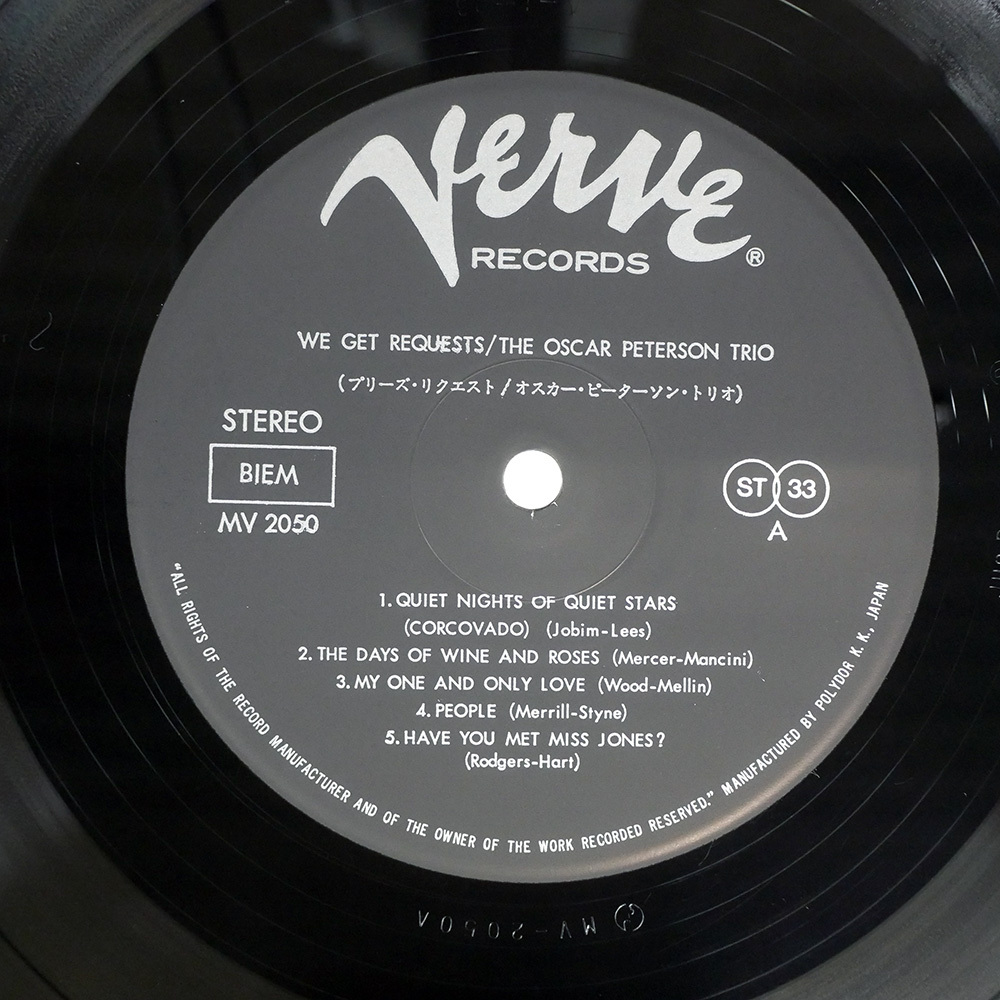 Verve
RECORDS ®
WE GET REQUESTS/THE OSCAR PETERSON TRIO
(プリーズ・リクエスト/オスカー・ピーターソン・トリオ)
STEREO
BIEM
MV 2050
ST 33
A
1. QUIET NIGHTS OF QUIET STARS
(CORCOVADO) (Jobim-Lees)
2. THE DAYS OF WINE AND ROSES (Mercer-Mancini)
3. MY ONE AND ONLY LOVE (Wood-Mellin)
4. PEOPLE (Merrill-Styne)
5. HAVE YOU MET MISS JONES?
(Rodgers-Hart)
"ALL RIGHTS OF THE RECORD MANUFACTURER AND OF THE OWNER OF THE WORK RECORDED RESERVED." MANUFACTURED BY POLYDOR K. K., JAPAN
MV-2050A